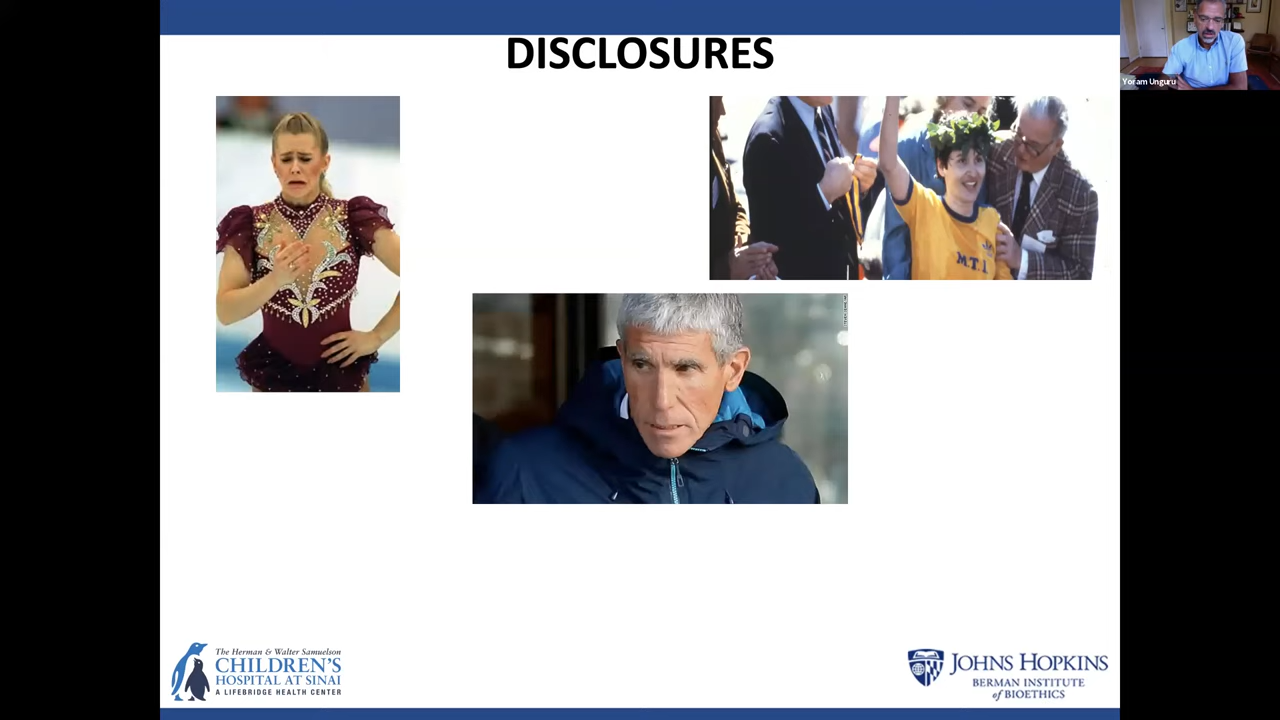 DISCLOSURES
Yoram Unguru
M.T.I.
The Herman & Walter Samuelson
CHILDREN'S
HOSPITAL AT SINAI
A LIFEBRIDGE HEALTH CENTER
JOHNS HOPKINS
BERMAN INSTITUTE
of BIOETHICS